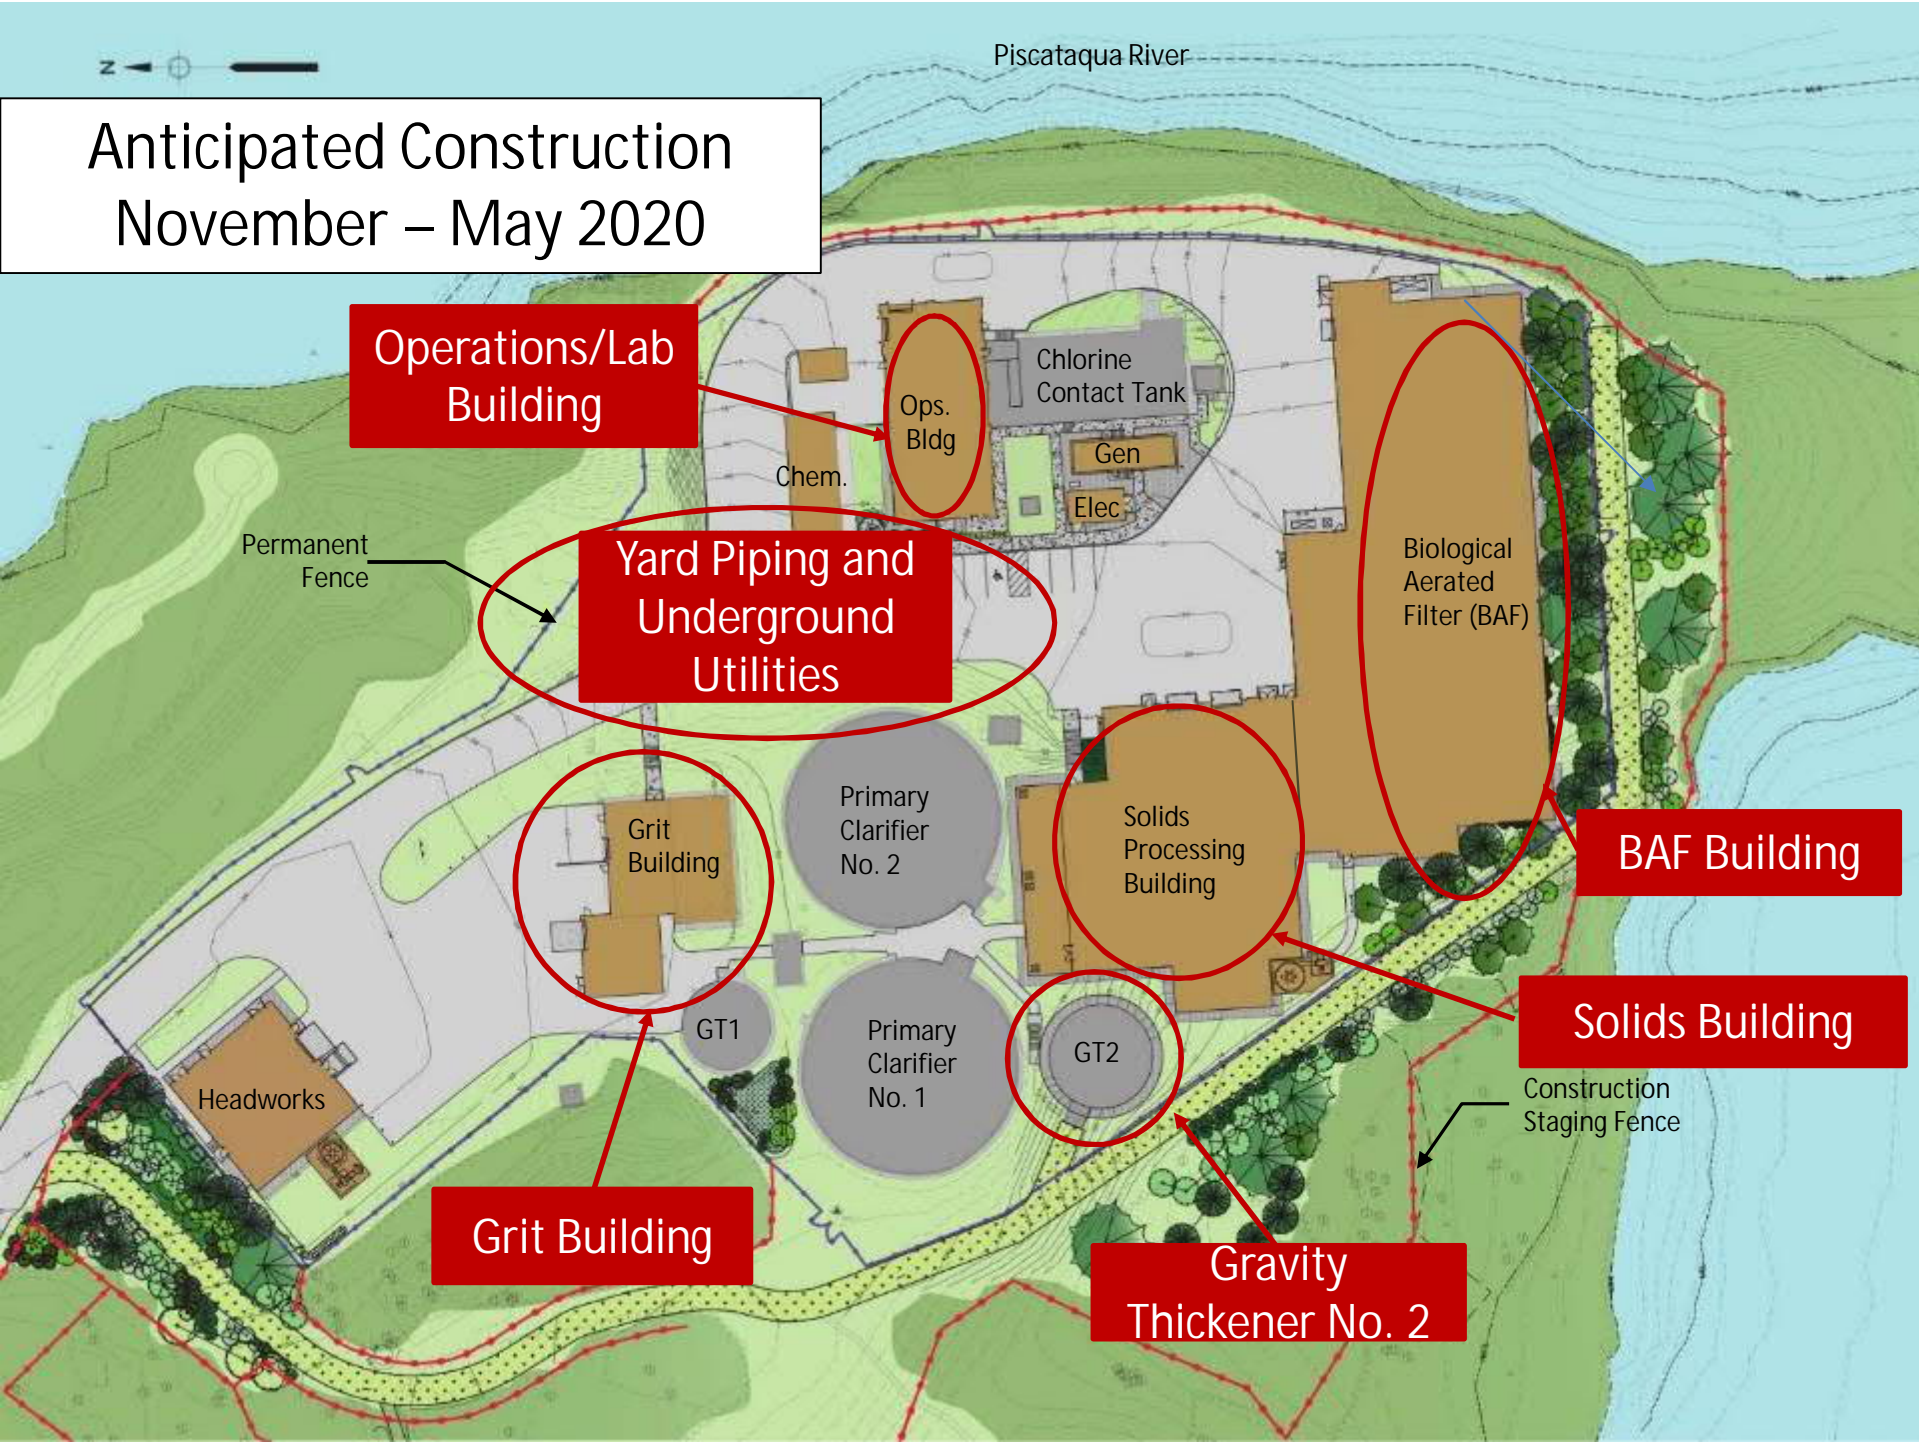 Piscataqua River
N
Anticipated Construction
November – May 2020
Operations/Lab
Building
Chlorine
Contact Tank
Ops.
Bldg
Gen
Chem.
Elec
Permanent
Fence
Yard Piping and
Underground
Utilities
Biological
Aerated
Filter (BAF)
Primary
Clarifier
No. 2
Grit
Building
Solids
Processing
Building
BAF Building
Solids Building
GT1
Primary
Clarifier
No. 1
GT2
Headworks
Construction
Staging Fence
Grit Building
Gravity
Thickener No. 2